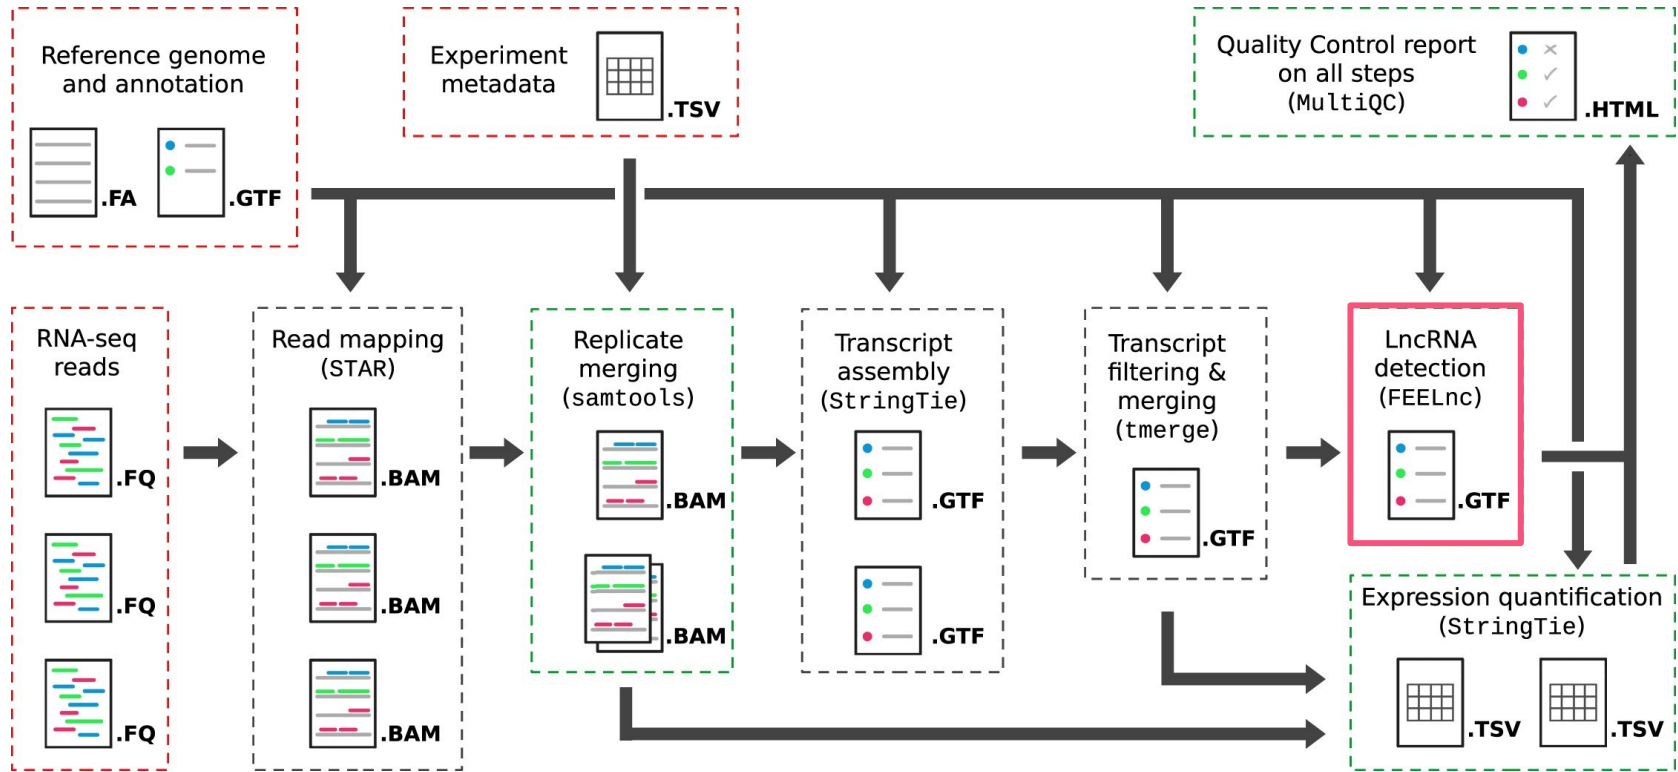 Reference genome
and annotation
.FA
.GTF
Experiment
metadata
.TSV
Quality Control report
on all steps
(MultiQC)
.HTML
RNA-seq
reads
.FQ
.FQ
.FQ
Read mapping
(STAR)
.BAM
.BAM
.BAM
Replicate
merging
(samtools)
.BAM
.BAM
Transcript
assembly
(StringTie)
.GTF
.GTF
Transcript
filtering &
merging
(tmerge)
.GTF
LncRNA
detection
(FEELnc)
.GTF
Expression quantification
(StringTie)
.TSV
.TSV